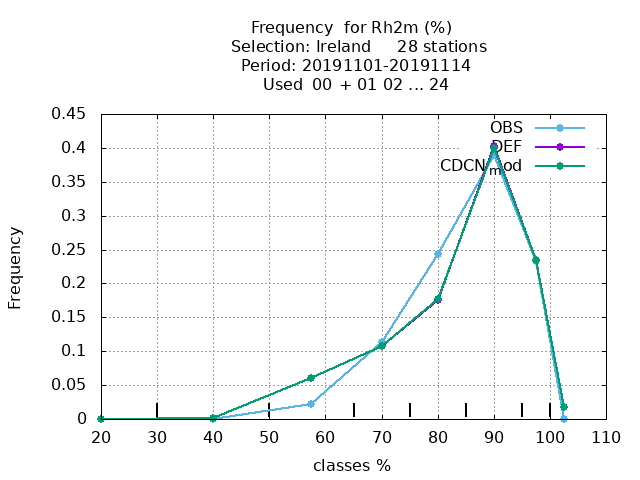 Frequency for Rh2m (%)
Selection: Ireland 28 stations
Period: 20191101-20191114
Used 00 + 01 02 ... 24
0.45
0.4
0.35
0.3
0.25
0.2
0.15
0.1
0.05
0
Frequency
OBS
DEF
CDCNmod
20 30 40 50 60 70 80 90 100 110
classes %